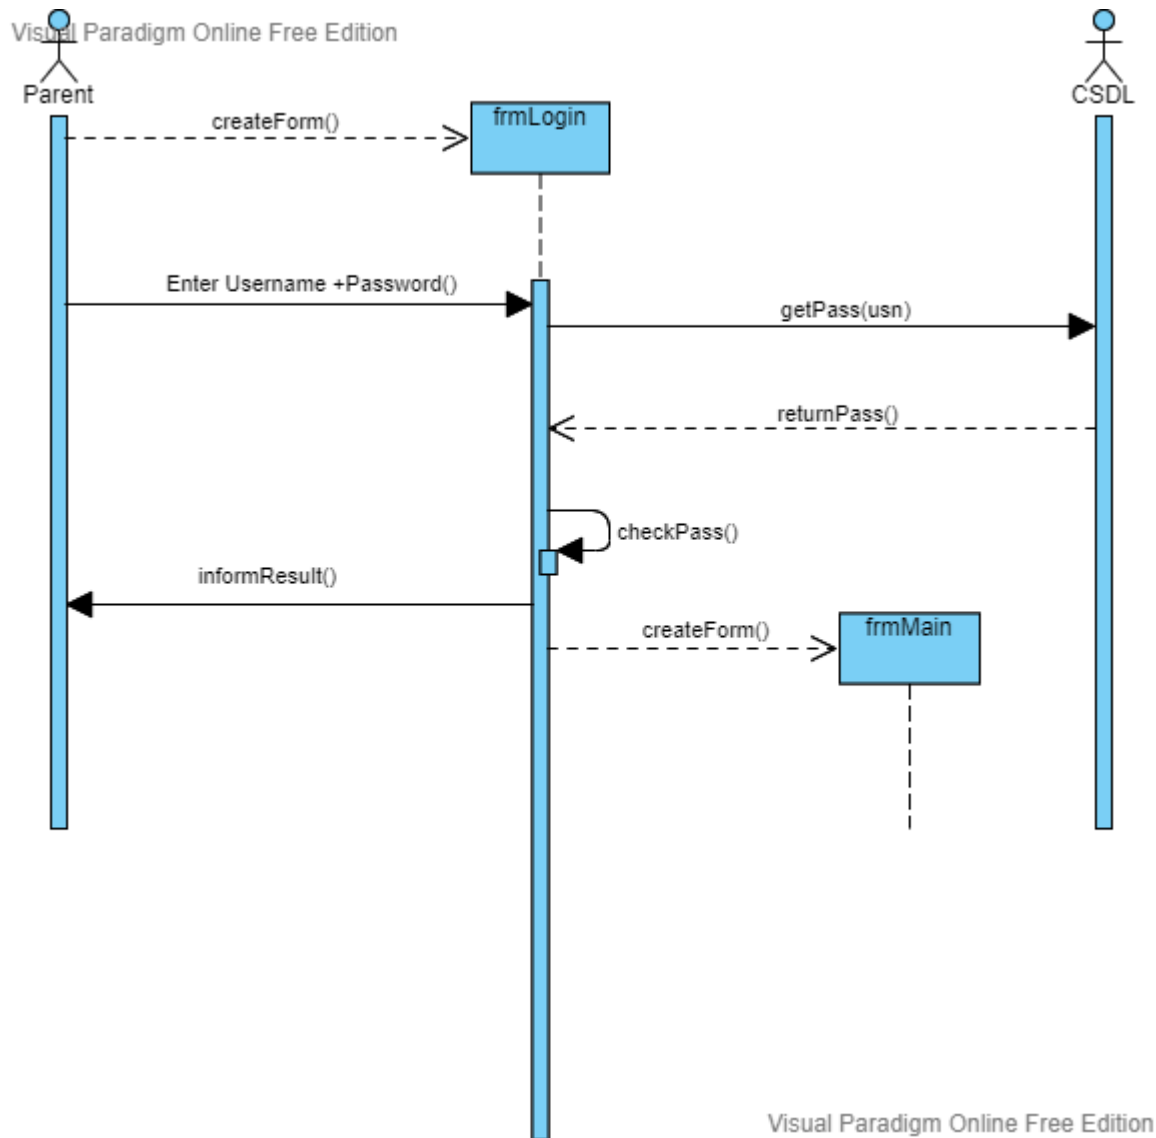 Visual Paradigm Online Free Edition
Parent
CSDL
createForm()
frmLogin
Enter Username +Password()
getPass(usn)
returnPass()
checkPass()
informResult()
createForm()
frmMain
Visual Paradigm Online Free Edition